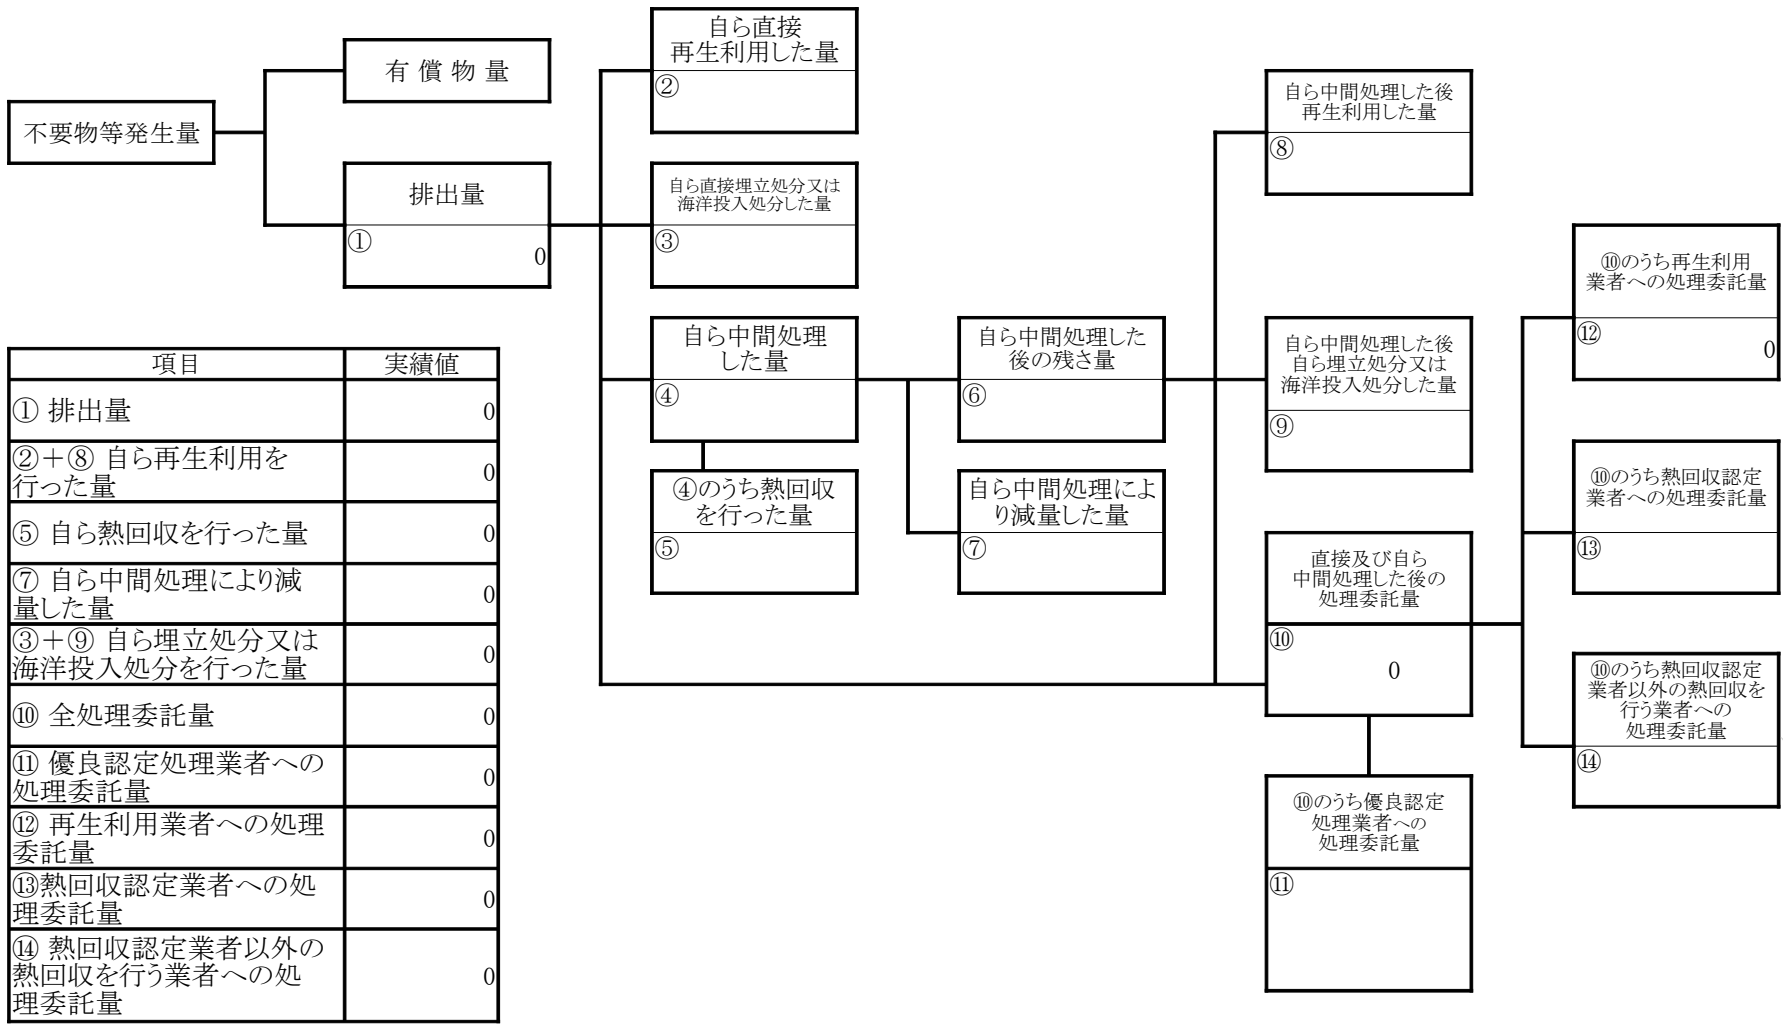 不要物等発生量
有 償 物 量
排出量
①
0
自ら直接
再生利用した量
②
自ら直接埋立処分又は
海洋投入処分した量
③
自ら中間処理
した量
④
④のうち熱回収
を行った量
⑤
自ら中間処理した
後の残さ量
⑥
自ら中間処理によ
り減量した量
⑦
自ら中間処理した後
再生利用した量
⑧
自ら中間処理した後
自ら埋立処分又は
海洋投入処分した量
⑨
直接及び自ら
中間処理した後の
処理委託量
⑩
0
⑩のうち優良認定
処理業者への
処理委託量
⑪
⑩のうち再生利用
業者への処理委託量
⑫
0
⑩のうち熱回収認定
業者への処理委託量
⑬
⑩のうち熱回収認定
業者以外の熱回収を
行う業者への
処理委託量
⑭
項目 実績値
① 排出量 0
②＋⑧ 自ら再生利用を
行った量 0
⑤ 自ら熱回収を行った量 0
⑦ 自ら中間処理により減
量した量 0
③＋⑨ 自ら埋立処分又は
海洋投入処分を行った量 0
⑩ 全処理委託量 0
⑪ 優良認定処理業者への
処理委託量 0
⑫ 再生利用業者への処理
委託量 0
⑬熱回収認定業者への処
理委託量 0
⑭ 熱回収認定業者以外の
熱回収を行う業者への処
理委託量 0